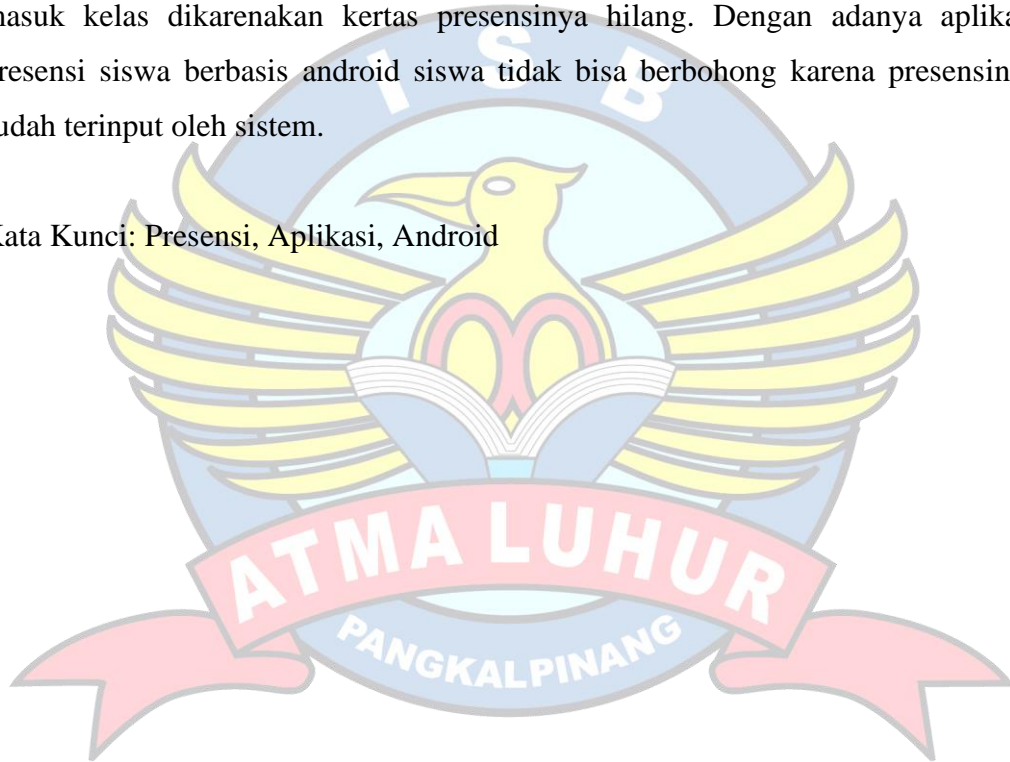 masuk kelas dikarenakan kertas presensinya hilang. Dengan adanya aplika
resensi siswa berbasis android siswa tidak bisa berbohong karena presensin
udah terinput oleh sistem.
Kata Kunci: Presensi, Aplikasi, Android
I S B
ATMA LUHUR
PANGKALPINANG